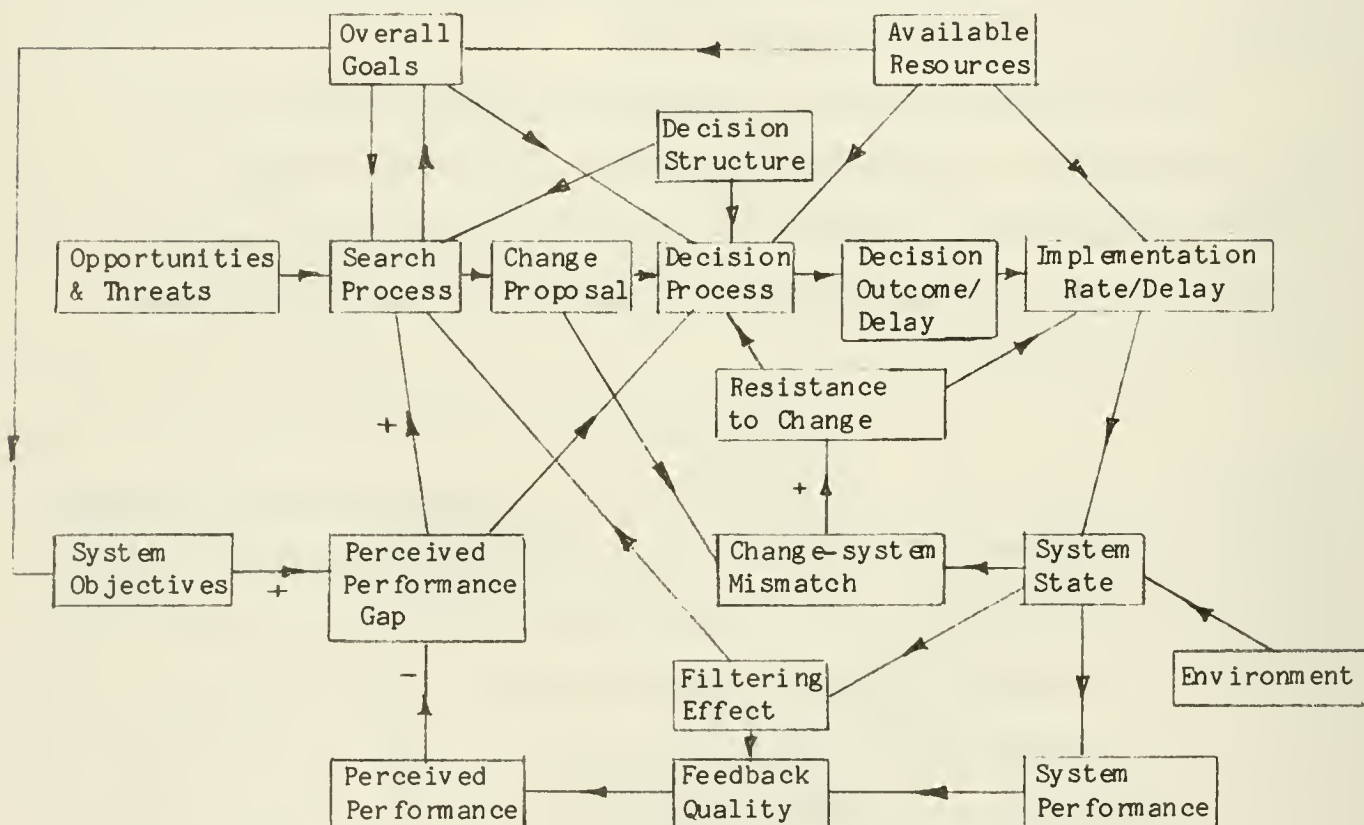 Overall
Goals
Available
Resources
Decision
Structure
Opportunities
& Threats
Search
Process
Change
Proposal
Decision
Process
Decision
Outcome/
Delay
Implementation
Rate/Delay
Resistance
to Change
+
+
System
Objectives
+
Perceived
Performance
Gap
Change-system
Mismatch
System
State
-
Filtering
Effect
Environment
Perceived
Performance
Feedback
Quality
System
Performance